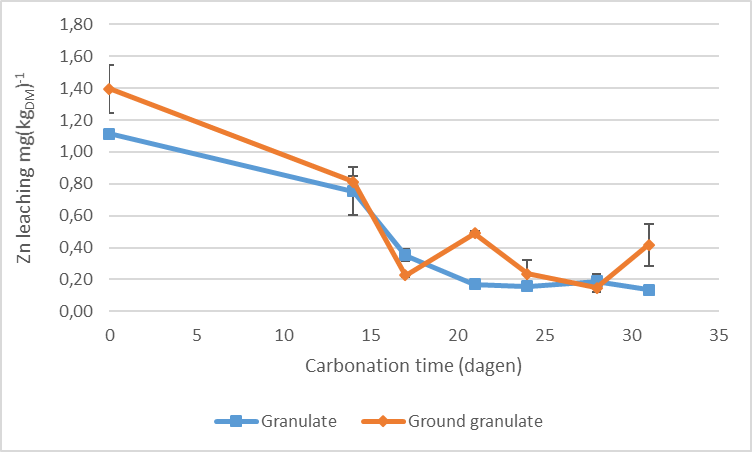 1,80
1,60
1,40
1,20
1,00
0,80
0,60
0,40
0,20
0,00
Zn leaching mg(kgDM)-1
0 5 10 15 20 25 30 35
Carbonation time (dagen)
Granulate Ground granulate